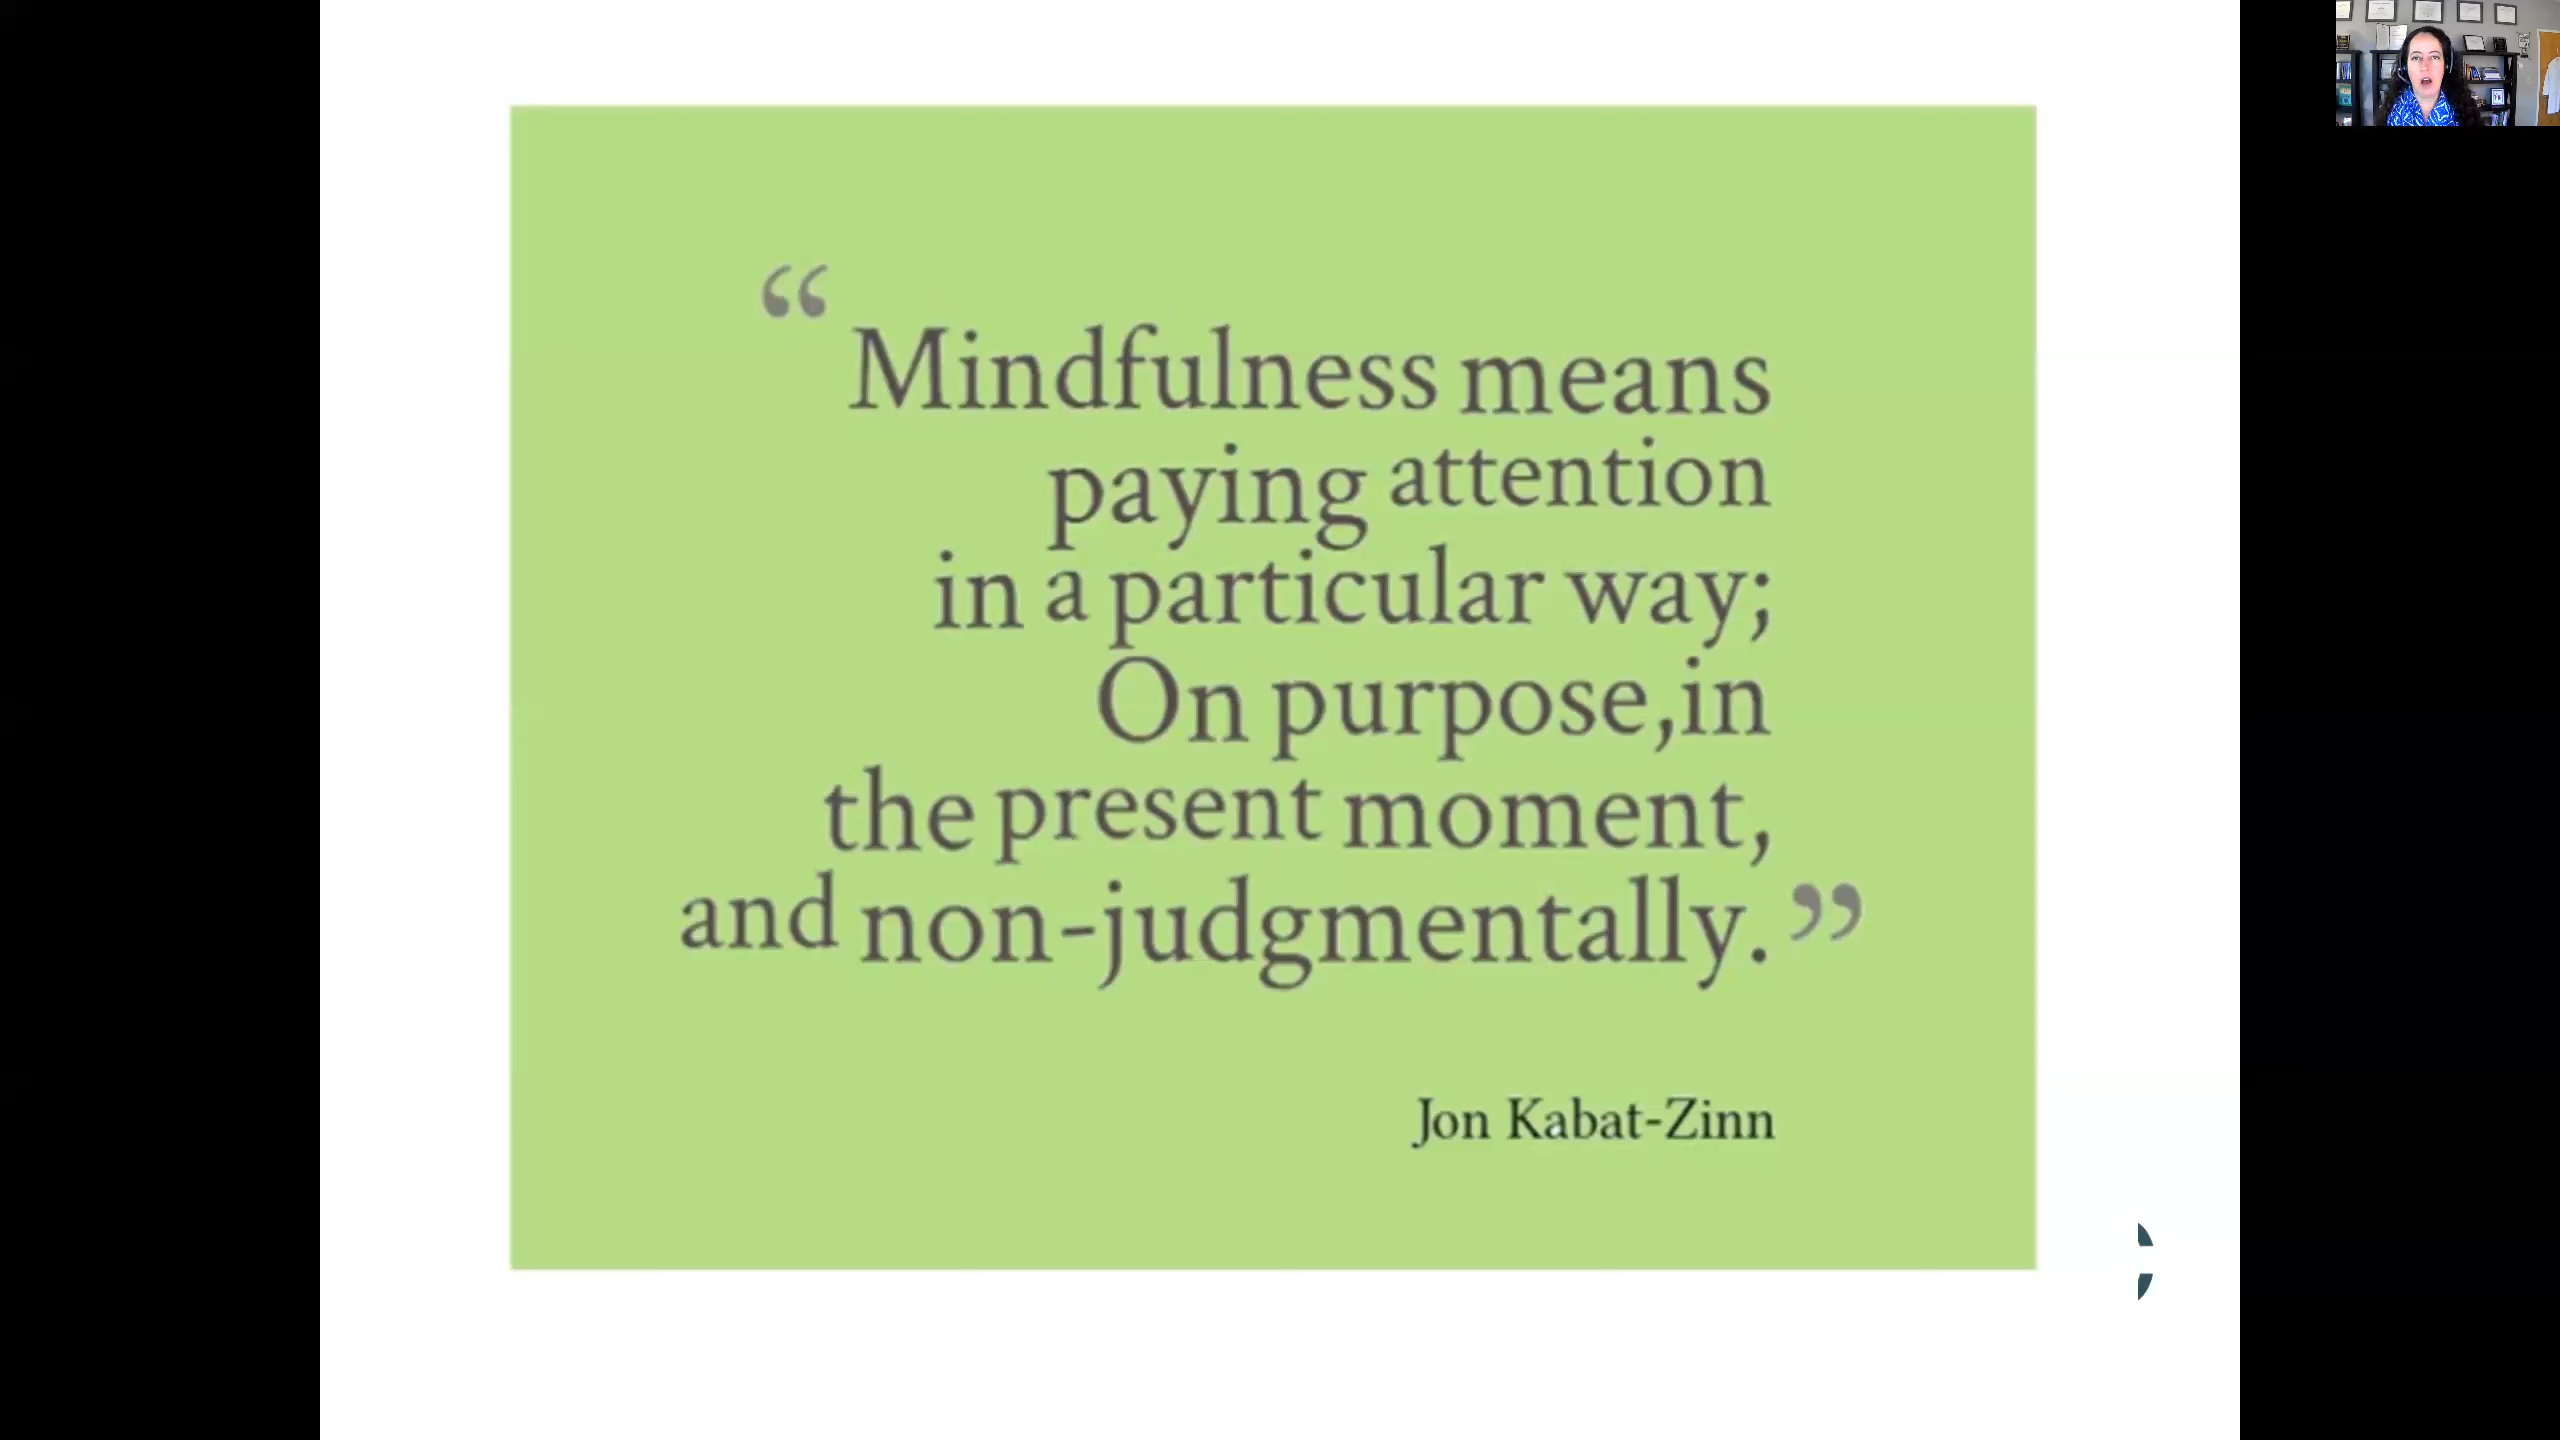 “Mindfulness means
paying attention
in a particular way;
On purpose,in
the present moment,
and non-judgmentally.”
Jon Kabat-Zinn